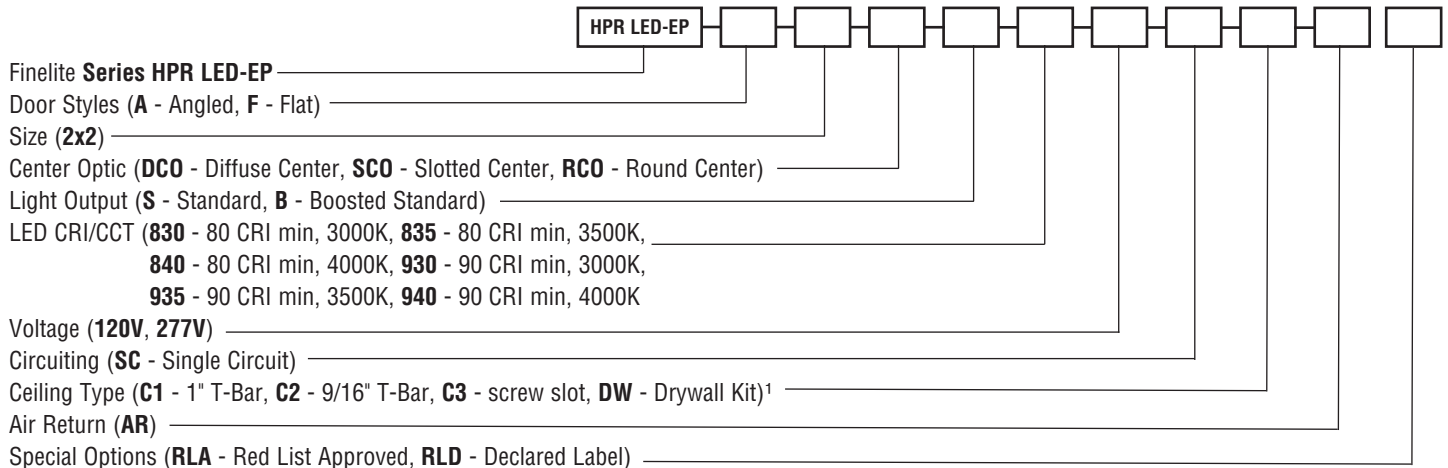 HPR LED-EP
Finelite Series HPR LED-EP
Door Styles (A - Angled, F - Flat)
Size (2x2)
Center Optic (DCO - Diffuse Center, SCO - Slotted Center, RCO - Round Center)
Light Output (S - Standard, B - Boosted Standard)
LED CRI/CCT (830 - 80 CRI min, 3000K, 835 - 80 CRI min, 3500K,
840 - 80 CRI min, 4000K, 930 - 90 CRI min, 3000K,
935 - 90 CRI min, 3500K, 940 - 90 CRI min, 4000K
Voltage (120V, 277V)
Circuiting (SC - Single Circuit)
Ceiling Type (C1 - 1" T-Bar, C2 - 9/16" T-Bar, C3 - screw slot, DW - Drywall Kit)¹
Air Return (AR)
Special Options (RLA - Red List Approved, RLD - Declared Label)